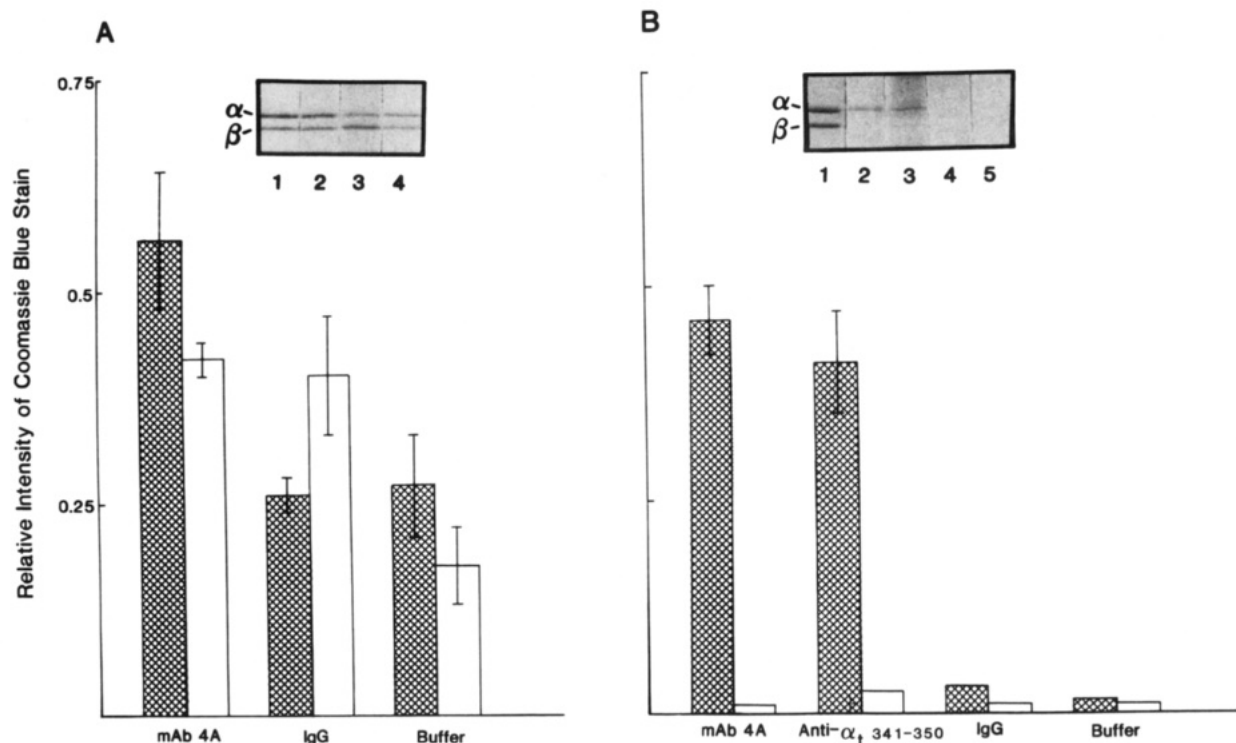 A
B
0.75
0.5
0.25
Relative Intensity of Coomassie Blue Stain
α-
β-
1 2 3 4
mAb 4A IgG Buffer
α-
β-
1 2 3 4 5
mAb 4A Anti-αt 341-350 IgG Buffer